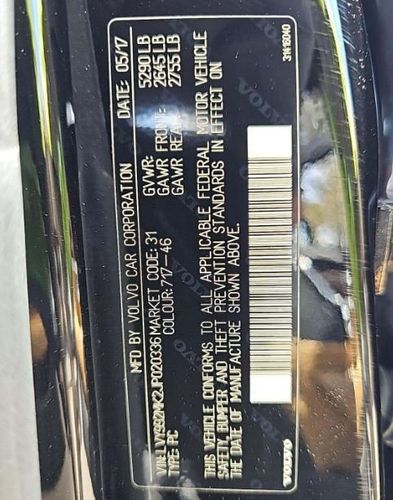 MFD BY VOLVO CAR CORPORATION DATE: 05/17
GVWR: 5290 LB
GAWR FRONT: 2645 LB
GAWR REAR: 2755 LB
VIN:LVY992MK2JP020336 MARKET CODE: 31
TYPE:PC COLOUR: 717-46
THIS VEHICLE CONFORMS TO ALL APPLICABLE FEDERAL MOTOR VEHICLE
SAFETY, BUMPER AND THEFT PREVENTION STANDARDS IN EFFECT ON
THE DATE OF MANUFACTURE SHOWN ABOVE.
VOLVO